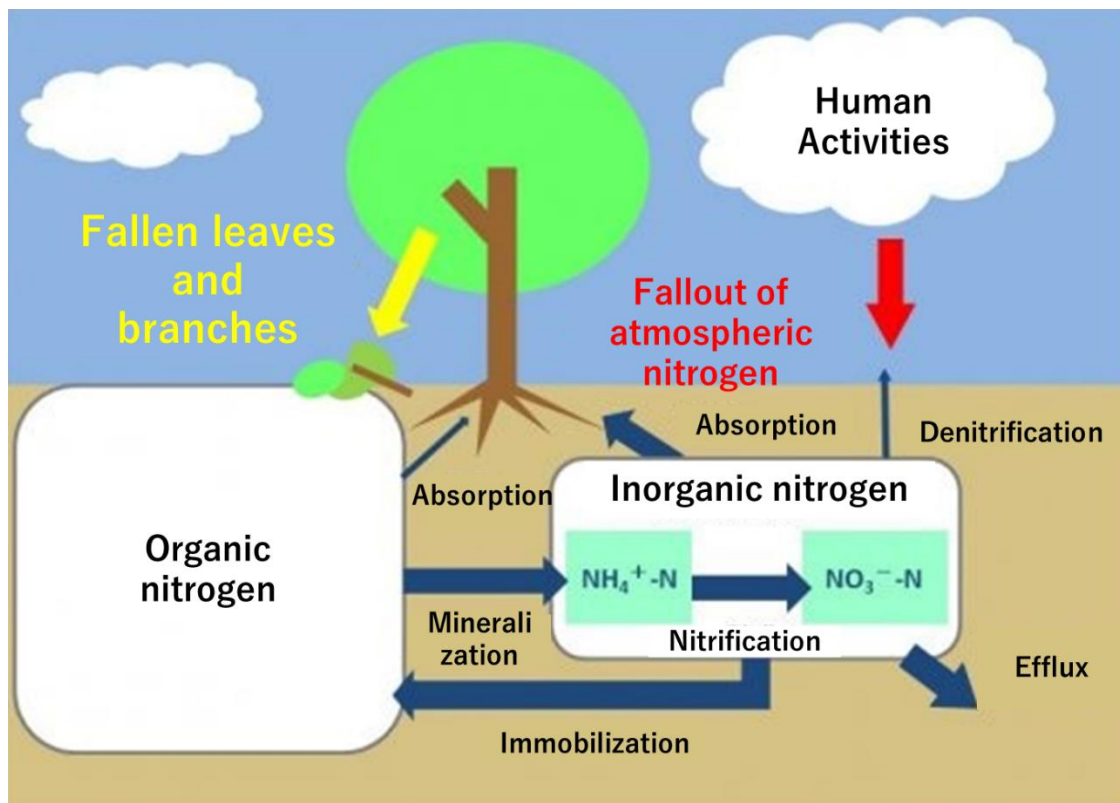 Human
Activities
Fallen leaves
and
branches
Fallout of
atmospheric
nitrogen
Absorption
Denitrification
Absorption
Inorganic nitrogen
Organic
nitrogen
NH₄⁺-N
NO₃⁻-N
Minerali
zation
Nitrification
Efflux
Immobilization